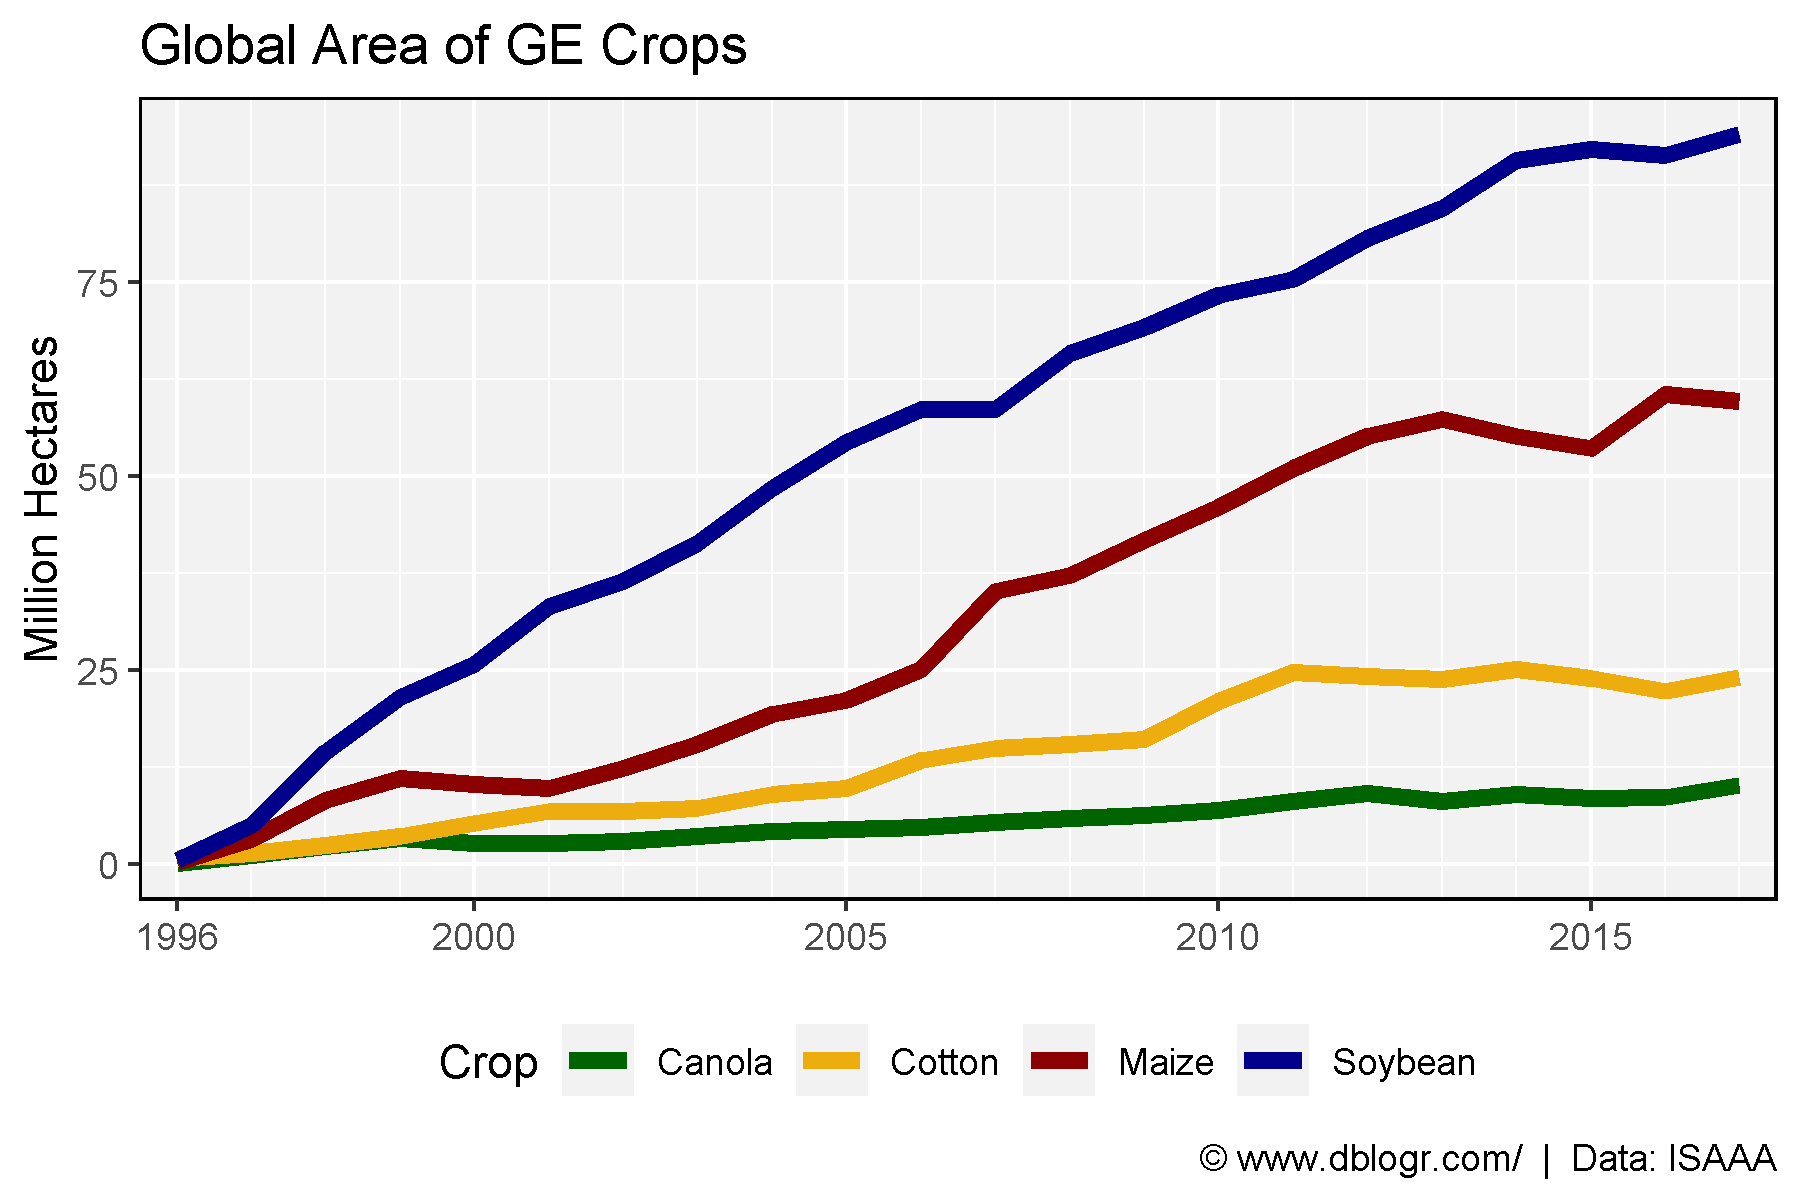 Global Area of GE Crops
Million Hectares
75
50
25
0
1996 2000 2005 2010 2015
Crop Canola Cotton Maize Soybean
© www.dblogr.com/ | Data: ISAAA